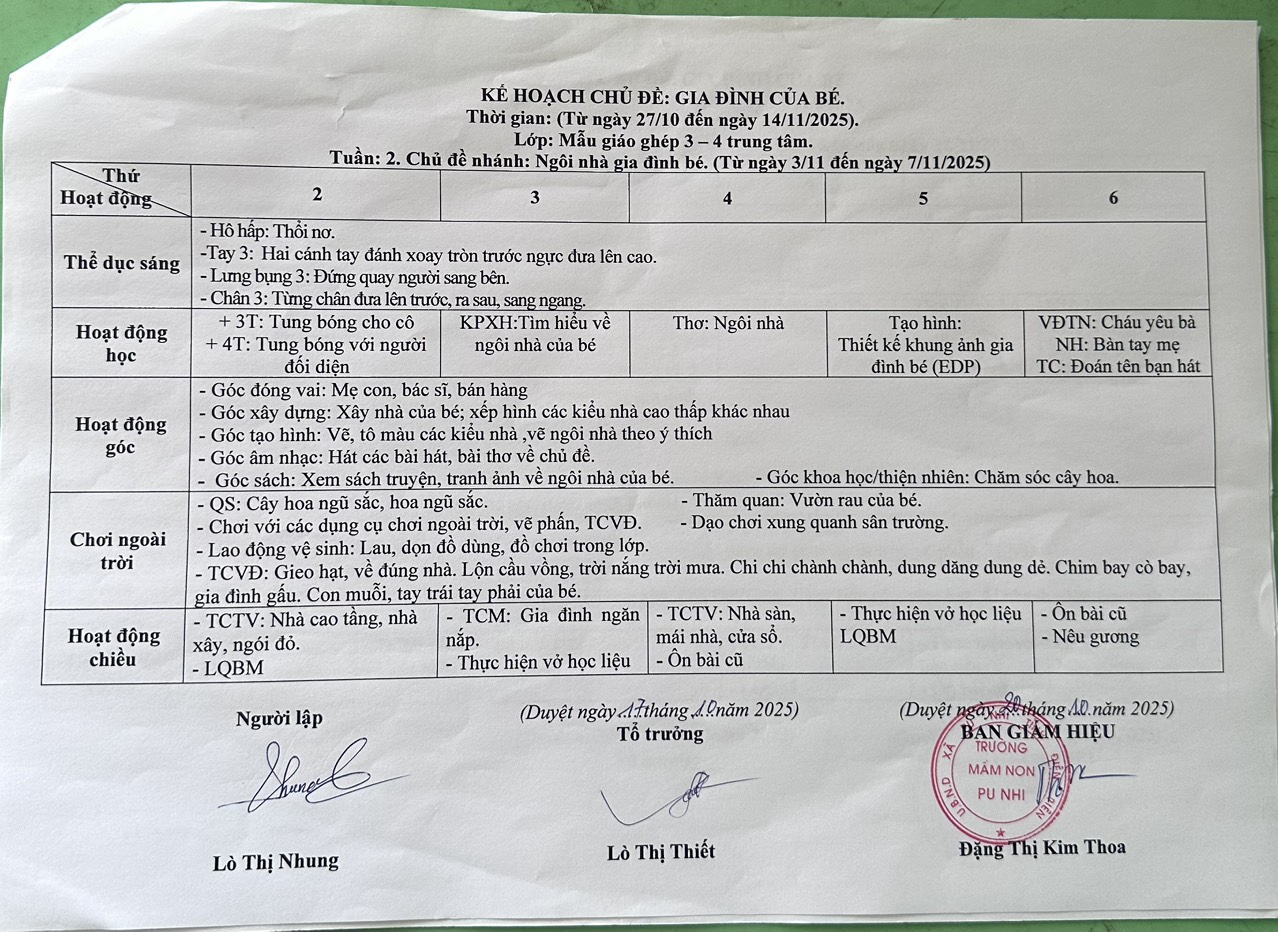 KẾ HOẠCH CHỦ ĐỀ: GIA ĐÌNH CỦA BÉ.
Thời gian: (Từ ngày 27/10 đến ngày 14/11/2025).
Lớp: Mẫu giáo ghép 3 – 4 trung tâm.
Tuần: 2. Chủ đề nhánh: Ngôi nhà gia đình bé. (Từ ngày 3/11 đến ngày 7/11/2025)
Thứ
Hoạt động
2
3
4
5
6
Thể dục sáng
- Hô hấp: Thổi nơ.
-Tay 3: Hai cánh tay đánh xoay tròn trước ngực đưa lên cao.
- Lưng bụng 3: Đứng quay người sang bên.
- Chân 3: Từng chân đưa lên trước, ra sau, sang ngang.
Hoạt động
học
+ 3T: Tung bóng cho cô
+ 4T: Tung bóng với người
đối diện
KPXH:Tìm hiểu về
ngôi nhà của bé
Thơ: Ngôi nhà
Tạo hình:
Thiết kế khung ảnh gia
đình bé (EDP)
VĐTN: Cháu yêu bà
NH: Bàn tay mẹ
TC: Đoán tên bạn hát
Hoạt động
góc
- Góc đóng vai: Mẹ con, bác sĩ, bán hàng
- Góc xây dựng: Xây nhà của bé; xếp hình các kiểu nhà cao thấp khác nhau
- Góc tạo hình: Vẽ, tô màu các kiểu nhà ,vẽ ngôi nhà theo ý thích
- Góc âm nhạc: Hát các bài hát, bài thơ về chủ đề.
- Góc sách: Xem sách truyện, tranh ảnh về ngôi nhà của bé. - Góc khoa học/thiện nhiên: Chăm sóc cây hoa.
Chơi ngoài
trời
- QS: Cây hoa ngũ sắc, hoa ngũ sắc. - Thăm quan: Vườn rau của bé.
- Chơi với các dụng cụ chơi ngoài trời, vẽ phấn, TCVĐ. - Dạo chơi xung quanh sân trường.
- Lao động vệ sinh: Lau, dọn đồ dùng, đồ chơi trong lớp.
- TCVĐ: Gieo hạt, về đúng nhà. Lộn cầu vồng, trời nắng trời mưa. Chi chi chành chành, dung dăng dung dẻ. Chim bay cò bay,
gia đình gấu. Con muỗi, tay trái tay phải của bé.
Hoạt động
chiều
- TCTV: Nhà cao tầng, nhà
xây, ngói đỏ.
- LQBM
- TCM: Gia đình ngăn
nắp.
- Thực hiện vở học liệu
- TCTV: Nhà sàn,
mái nhà, cửa sổ.
- Ôn bài cũ
- Thực hiện vở học liệu
LQBM
- Ôn bài cũ
- Nêu gương
Người lập
(Duyệt ngày 17 tháng 10 năm 2025)
Tổ trưởng
(Duyệt ngày 20 tháng 10 năm 2025)
BAN GIÁM HIỆU
TRƯỜNG
MẦM NON
PU NHI
U.B.N.D XÃ
Nhung
Lò Thị Nhung
Lò Thị Thiết
Đặng Thị Kim Thoa